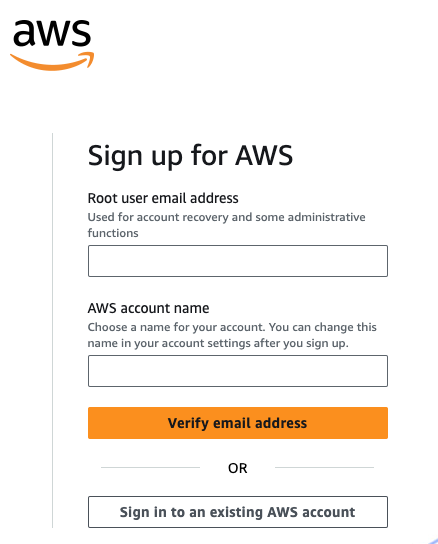 aws
Sign up for AWS
Root user email address
Used for account recovery and some administrative
functions
AWS account name
Choose a name for your account. You can change this
name in your account settings after you sign up.
Verify email address
OR
Sign in to an existing AWS account